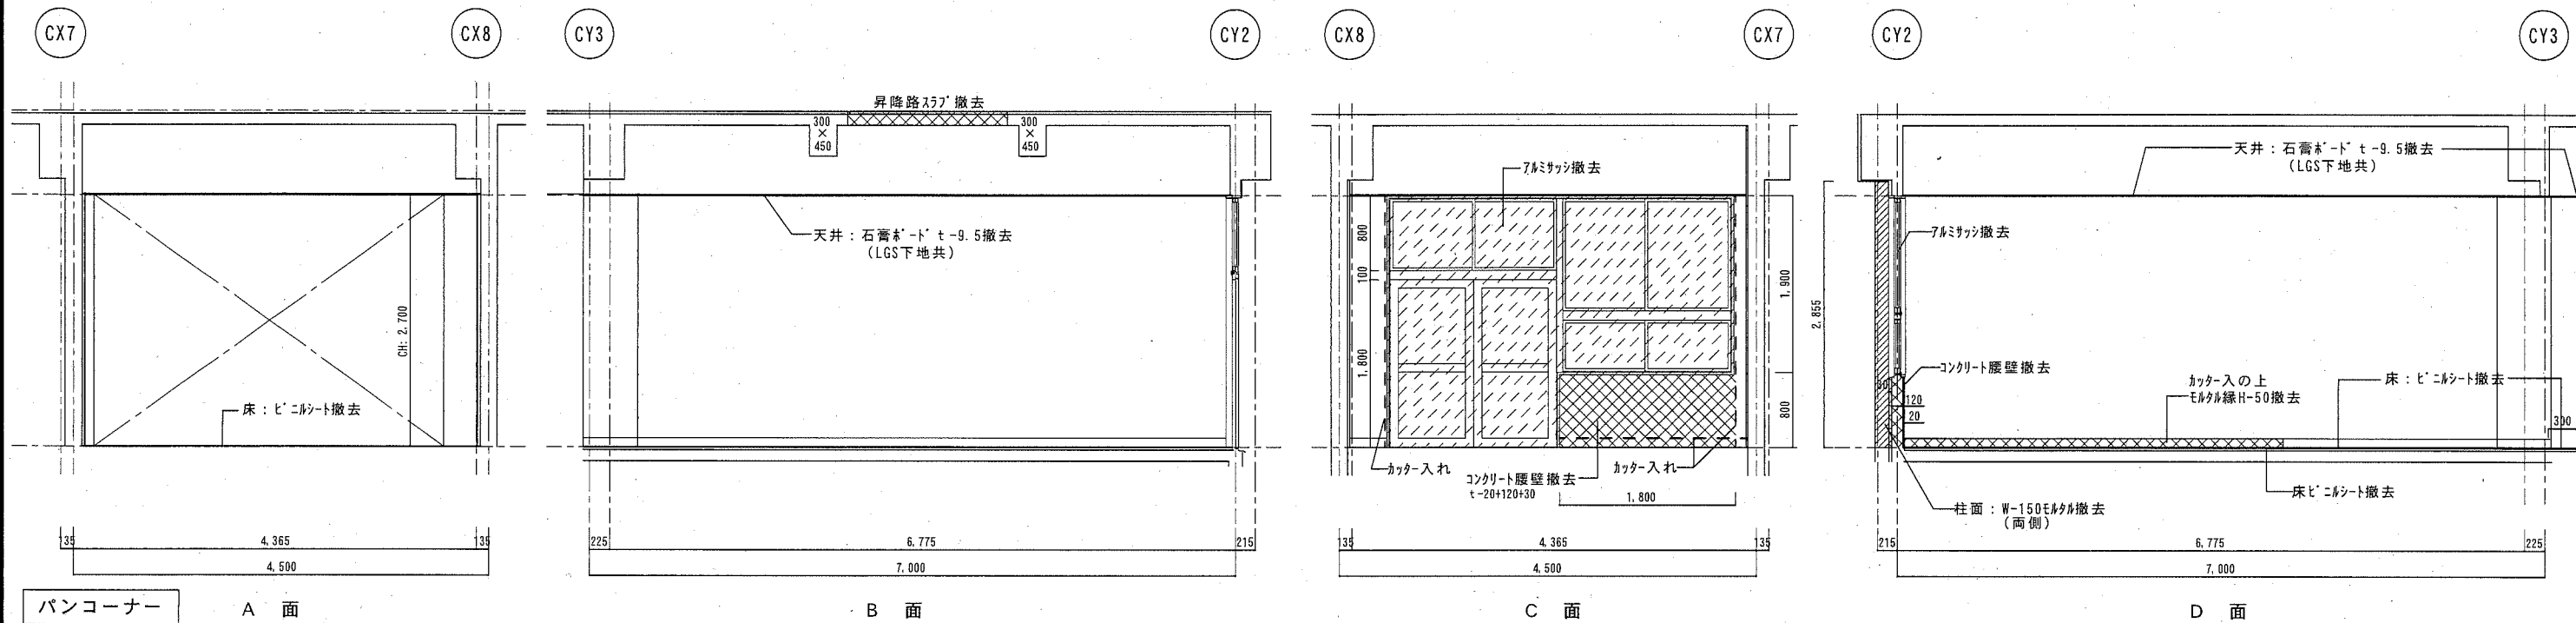 CX7
CX8
CH: 2,700
床：ビニルシート撤去
135
4,365
135
4,500
パンコーナー
A 面
CY3
CY2
昇降路スラブ撤去
300
×
450
300
×
450
天井：石膏ボード t-9.5撤去
(LGS下地共)
225
6,775
215
7,000
B 面
CX8
CX7
アルミサッシ撤去
800
100
1,800
1,900
800
カッター入れ
コンクリート腰壁撤去
t-20+120+30
カッター入れ
1,800
135
4,365
135
4,500
C 面
CY2
CY3
天井：石膏ボード t-9.5撤去
(LGS下地共)
アルミサッシ撤去
2,855
コンクリート腰壁撤去
30
120
20
カッター入の上
モルタル縁H-50撤去
床：ビニルシート撤去
300
床ビニルシート撤去
柱面：W-150モルタル撤去
(両側)
215
6,775
225
7,000
D 面